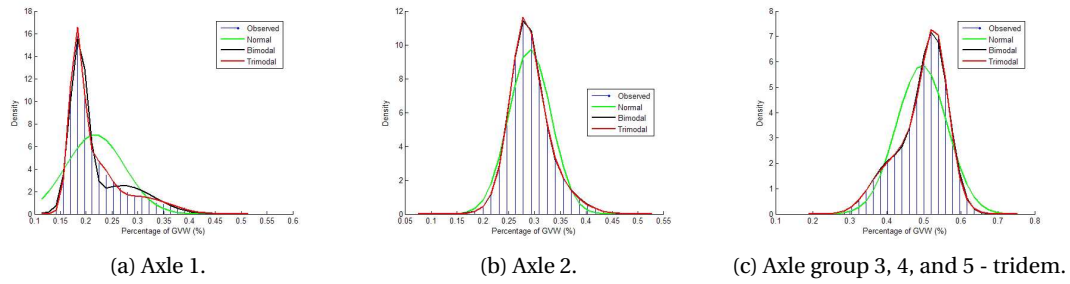 18
16
14
12
10
8
6
4
2
0
Density
0.1 0.15 0.2 0.25 0.3 0.35 0.4 0.45 0.5 0.55 0.6
Percentage of GVW (%)
Observed
Normal
Bimodal
Trimodal
(a) Axle 1.
12
10
8
6
4
2
0
Density
0.1 0.15 0.2 0.25 0.3 0.35 0.4 0.45 0.5 0.55
Percentage of GVW (%)
Observed
Normal
Bimodal
Trimodal
(b) Axle 2.
8
7
6
5
4
3
2
1
0
Density
0.2 0.3 0.4 0.5 0.6 0.7 0.8
Percentage of GVW (%)
Observed
Normal
Bimodal
Trimodal
(c) Axle group 3, 4, and 5 - tridem.